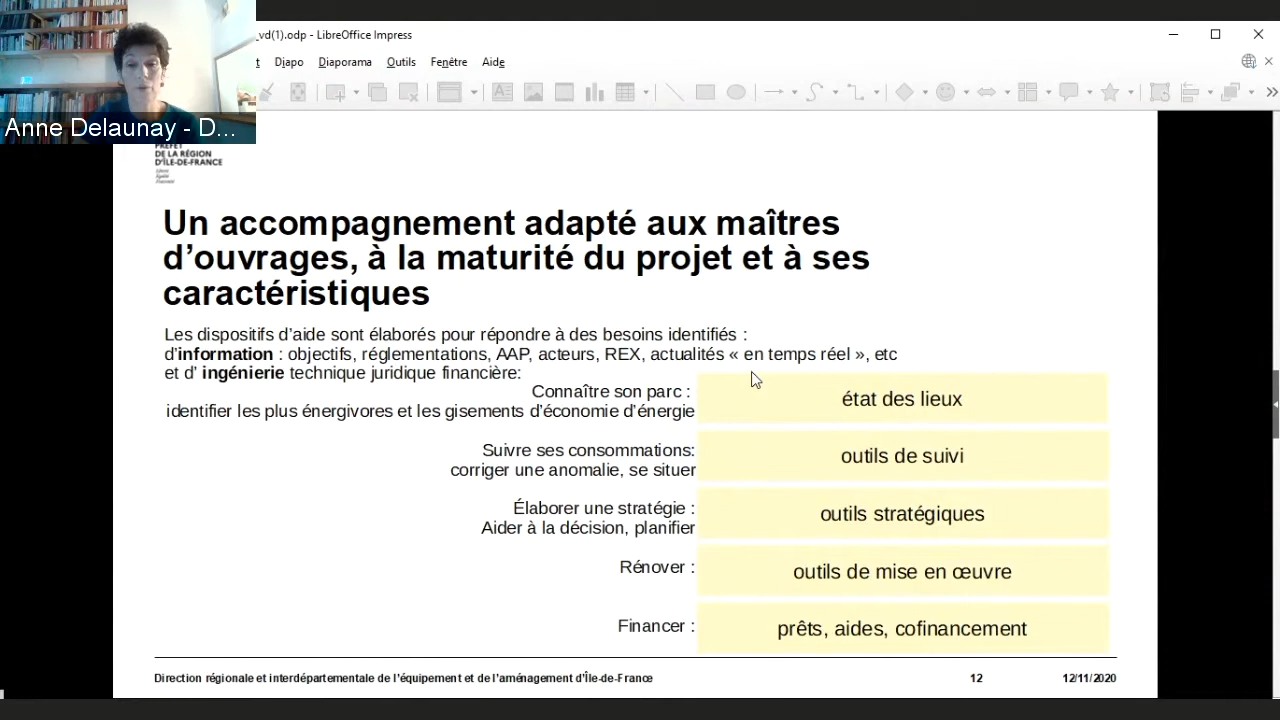 _vd(1).odp - LibreOffice Impress
t Diapo Diaporama Outils Fenêtre Aide
Anne Delaunay - D...
PRÉFET
DE LA RÉGION
D'ÎLE-DE-FRANCE
Liberté
Égalité
Fraternité
Un accompagnement adapté aux maîtres
d'ouvrages, à la maturité du projet et à ses
caractéristiques
Les dispositifs d'aide sont élaborés pour répondre à des besoins identifiés :
d'information : objectifs, réglementations, AAP, acteurs, REX, actualités « en temps réel », etc
et d' ingénierie technique juridique financière:
Connaître son parc :
identifier les plus énergivores et les gisements d'économie d'énergie
état des lieux
Suivre ses consommations:
corriger une anomalie, se situer
outils de suivi
Élaborer une stratégie :
Aider à la décision, planifier
outils stratégiques
Rénover :
outils de mise en œuvre
Financer :
prêts, aides, cofinancement
Direction régionale et interdépartementale de l'équipement et de l'aménagement d'Île-de-France
12
12/11/2020